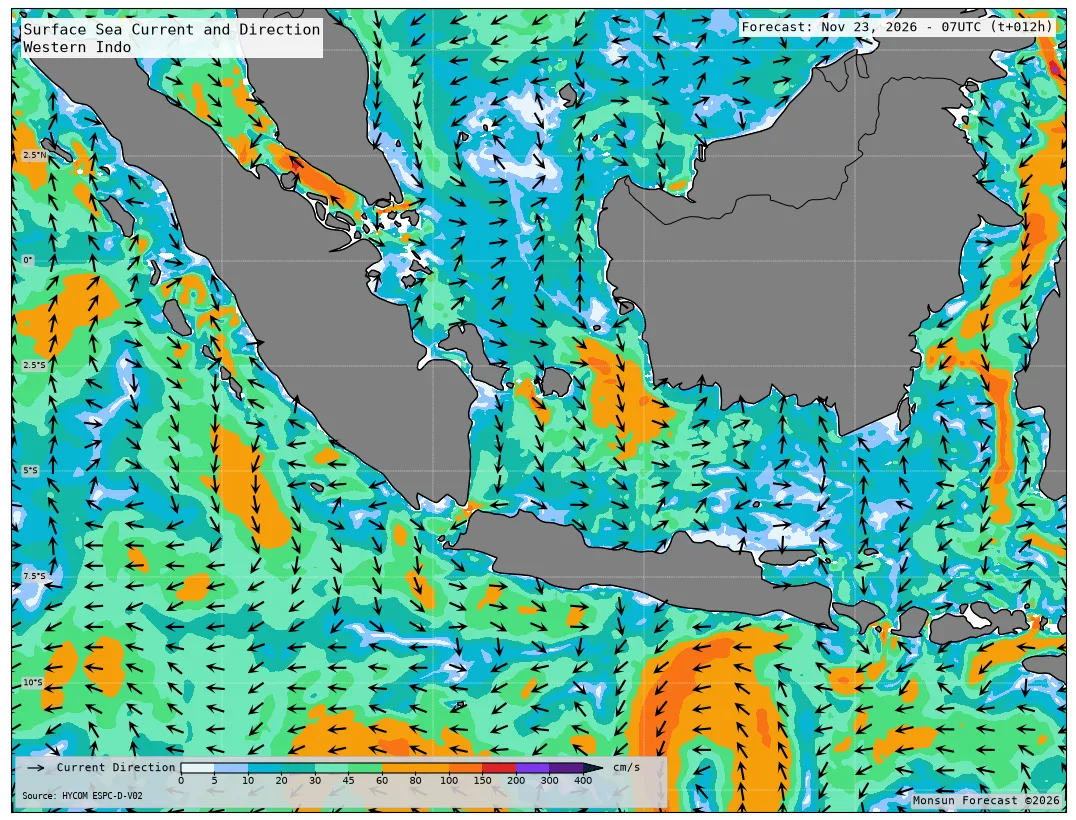 Surface Sea Current and Direction
Western Indo
Forecast: Nov 23, 2026 - 07UTC (t+012h)
2.5°N
0°
2.5°S
5°S
7.5°S
10°S
Current Direction
0 5 10 20 30 45 60 80 100 150 200 300 400 cm/s
Source: HYCOM ESPC-D-V02
Monsun Forecast ©2026